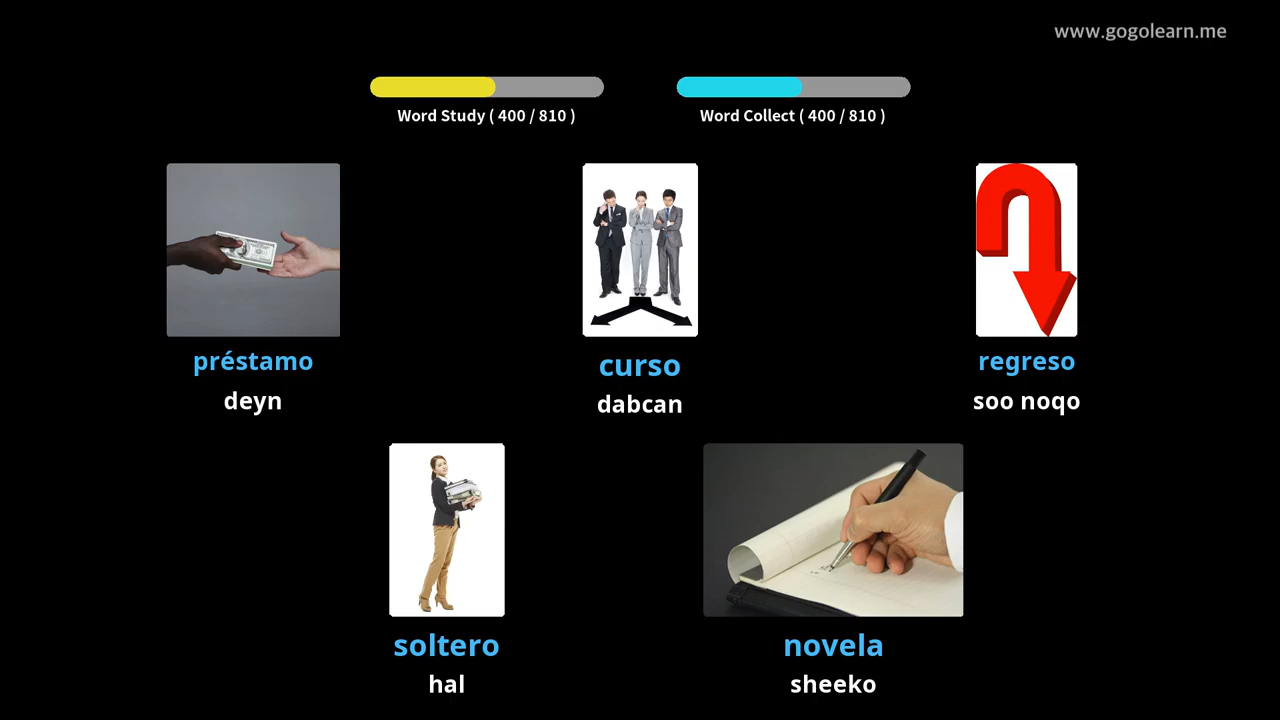 www.gogolearn.me
Word Study ( 400 / 810 )
Word Collect ( 400 / 810 )
préstamo
deyn
curso
dabcan
regreso
soo noqo
soltero
hal
novela
sheeko